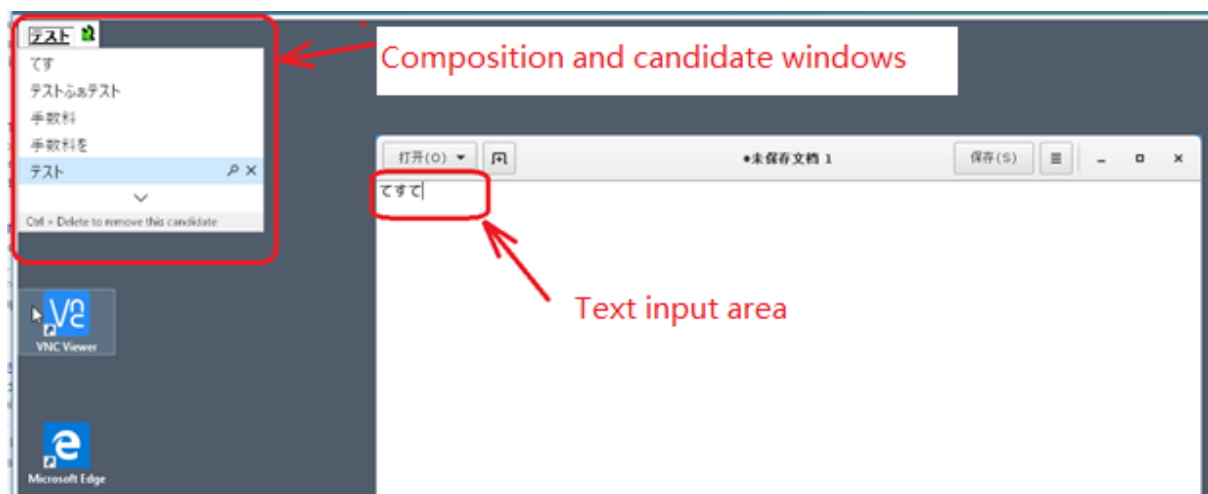 テスト
てす
テストふぁテスト
手数料
手数料を
テスト
Ctrl + Delete to remove this candidate
Composition and candidate windows
打开(O)
•未保存文档 1
保存(S)
てすて
Text input area
VNC Viewer
Microsoft Edge